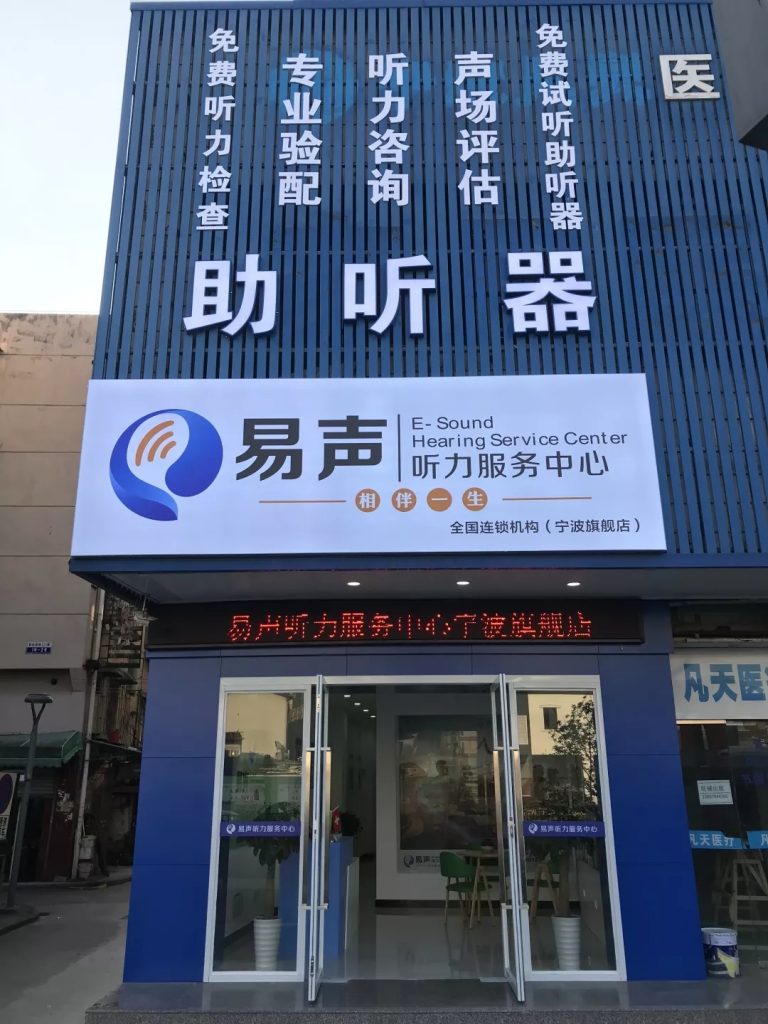 免费听力检查
专业验配
听力咨询
声场评估
免费试听助听器
医
助听器
易声
E-Sound
Hearing Service Center
听力服务中心
相伴一生
全国连锁机构（宁波旗舰店）
易声听力服务中心宁波旗舰店
凡天医疗
易声听力服务中心
易声听力服务中心
易声
凡天医疗